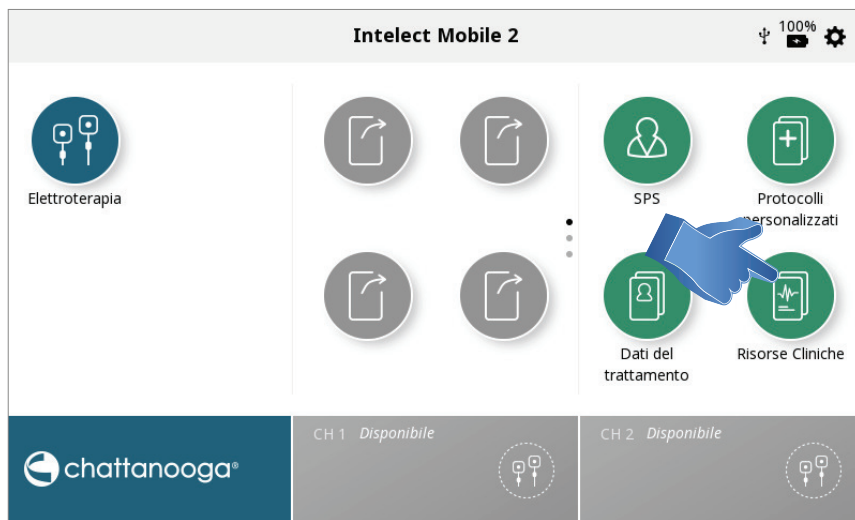 Intelect Mobile 2
100%
Elettroterapia
SPS
Protocolli
personalizzati
Dati del
trattamento
Risorse Cliniche
chattanooga®
CH 1 Disponibile
CH 2 Disponibile